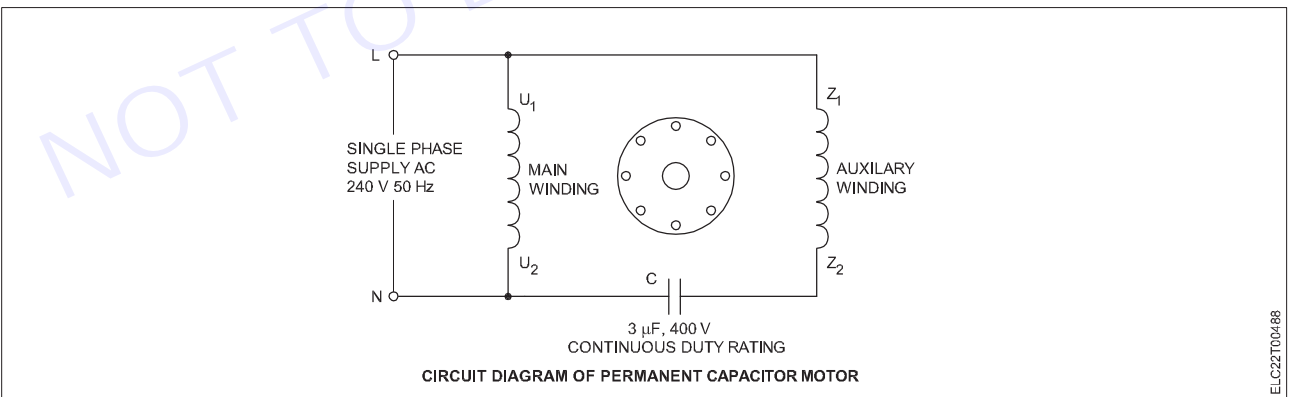 NOT TO
L
U1
Z1
SINGLE PHASE
SUPPLY AC
240 V 50 Hz
MAIN
WINDING
AUXILARY
WINDING
U2
Z2
C
N
3 µF, 400 V
CONTINUOUS DUTY RATING
CIRCUIT DIAGRAM OF PERMANENT CAPACITOR MOTOR
ELC22T00488